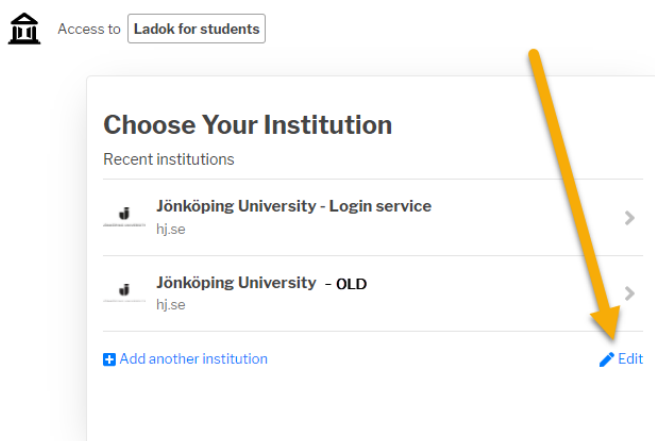 Access to Ladok for students
Choose Your Institution
Recent institutions
Jönköping University - Login service
hj.se
Jönköping University - OLD
hj.se
Add another institution
Edit